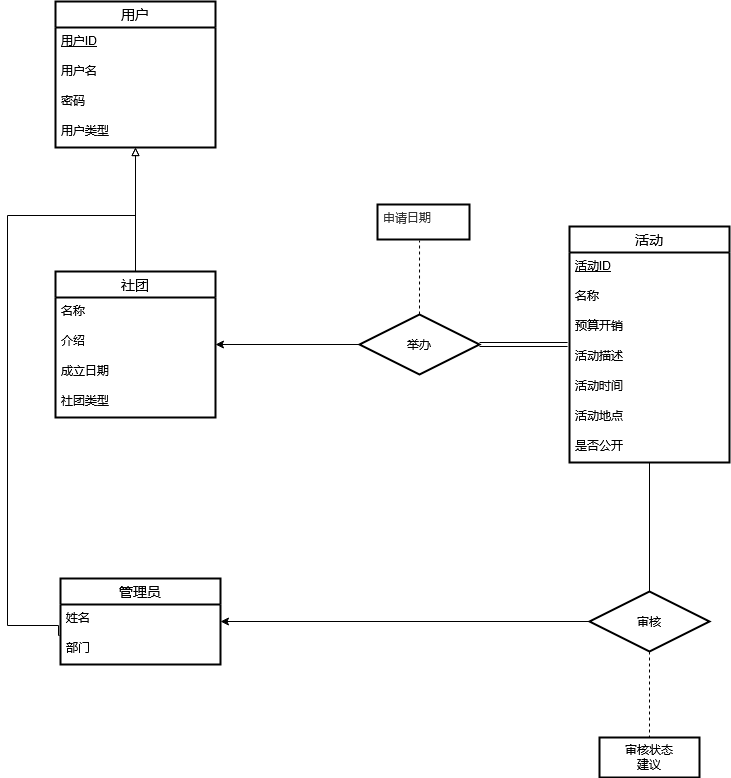 用户
用户ID
用户名
密码
用户类型
申请日期
活动
活动ID
名称
预算开销
活动描述
活动时间
活动地点
是否公开
社团
名称
介绍
成立日期
社团类型
举办
管理员
姓名
部门
审核
审核状态
建议